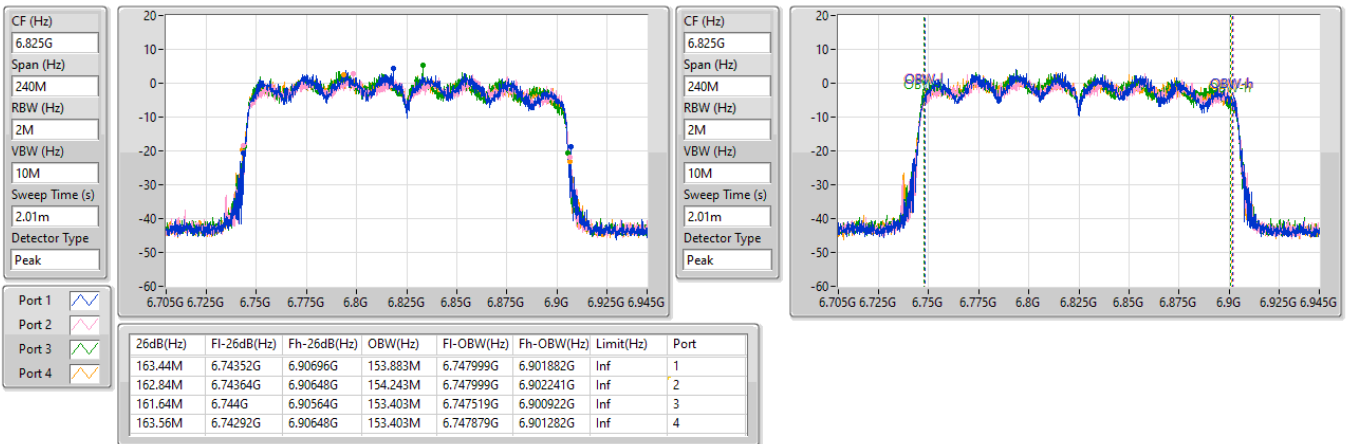 CF (Hz)
6.825G
Span (Hz)
240M
RBW (Hz)
2M
VBW (Hz)
10M
Sweep Time (s)
2.01m
Detector Type
Peak
20
10
0
-10
-20
-30
-40
-50
-60
6.705G 6.725G 6.75G 6.775G 6.8G 6.825G 6.85G 6.875G 6.9G 6.925G 6.945G
CF (Hz)
6.825G
Span (Hz)
240M
RBW (Hz)
2M
VBW (Hz)
10M
Sweep Time (s)
2.01m
Detector Type
Peak
20
10
0
-10
-20
-30
-40
-50
-60
OBW-l
OBW-h
6.705G 6.725G 6.75G 6.775G 6.8G 6.825G 6.85G 6.875G 6.9G 6.925G 6.945G
Port 1
Port 2
Port 3
Port 4
26dB(Hz) Fl-26dB(Hz) Fh-26dB(Hz) OBW(Hz) Fl-OBW(Hz) Fh-OBW(Hz) Limit(Hz) Port
163.44M 6.74352G 6.90696G 153.883M 6.747999G 6.901882G Inf 1
162.84M 6.74364G 6.90648G 154.243M 6.747999G 6.902241G Inf 2
161.64M 6.744G 6.90564G 153.403M 6.747519G 6.900922G Inf 3
163.56M 6.74292G 6.90648G 153.403M 6.747879G 6.901282G Inf 4